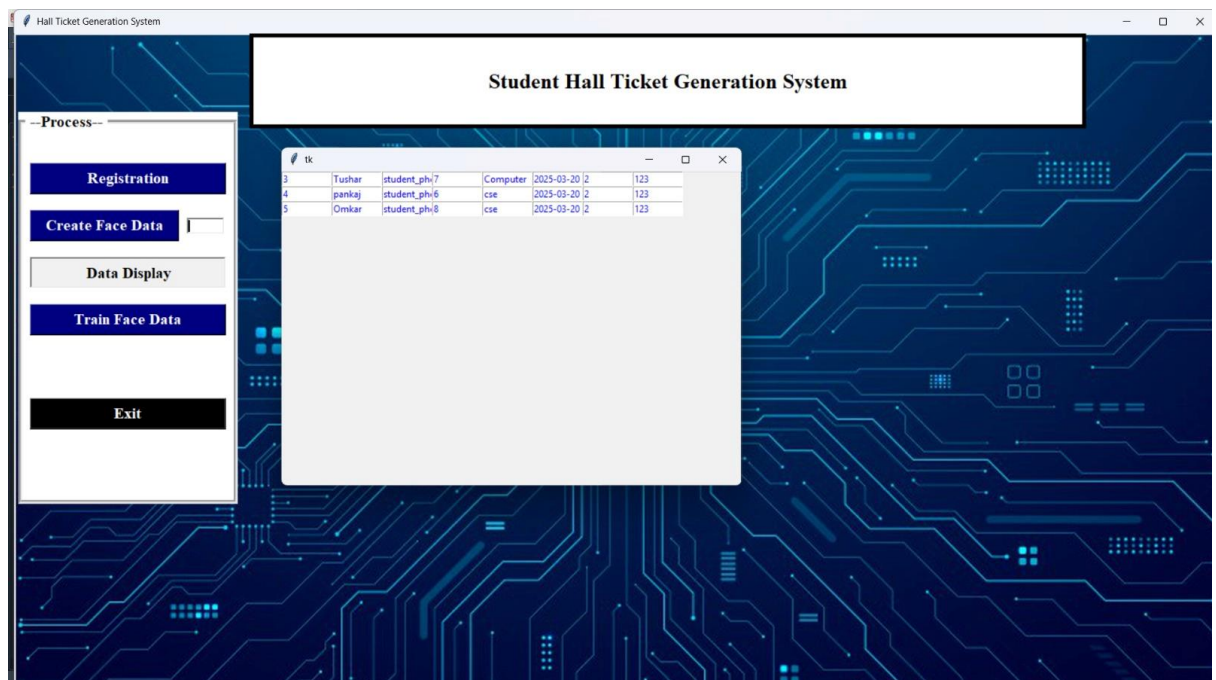 Hall Ticket Generation System
Student Hall Ticket Generation System
--Process--
Registration
Create Face Data
Data Display
Train Face Data
Exit
tk
3 Tushar student_ph 7 Computer 2025-03-20 2 123
4 pankaj student_ph 6 cse 2025-03-20 2 123
5 Omkar student_ph 8 cse 2025-03-20 2 123